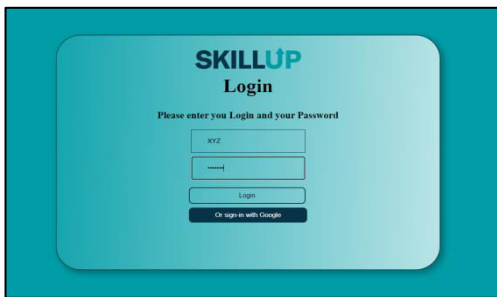 SKILLUP
Login
Please enter you Login and your Password
XYZ
Login
Or sign-in with Google